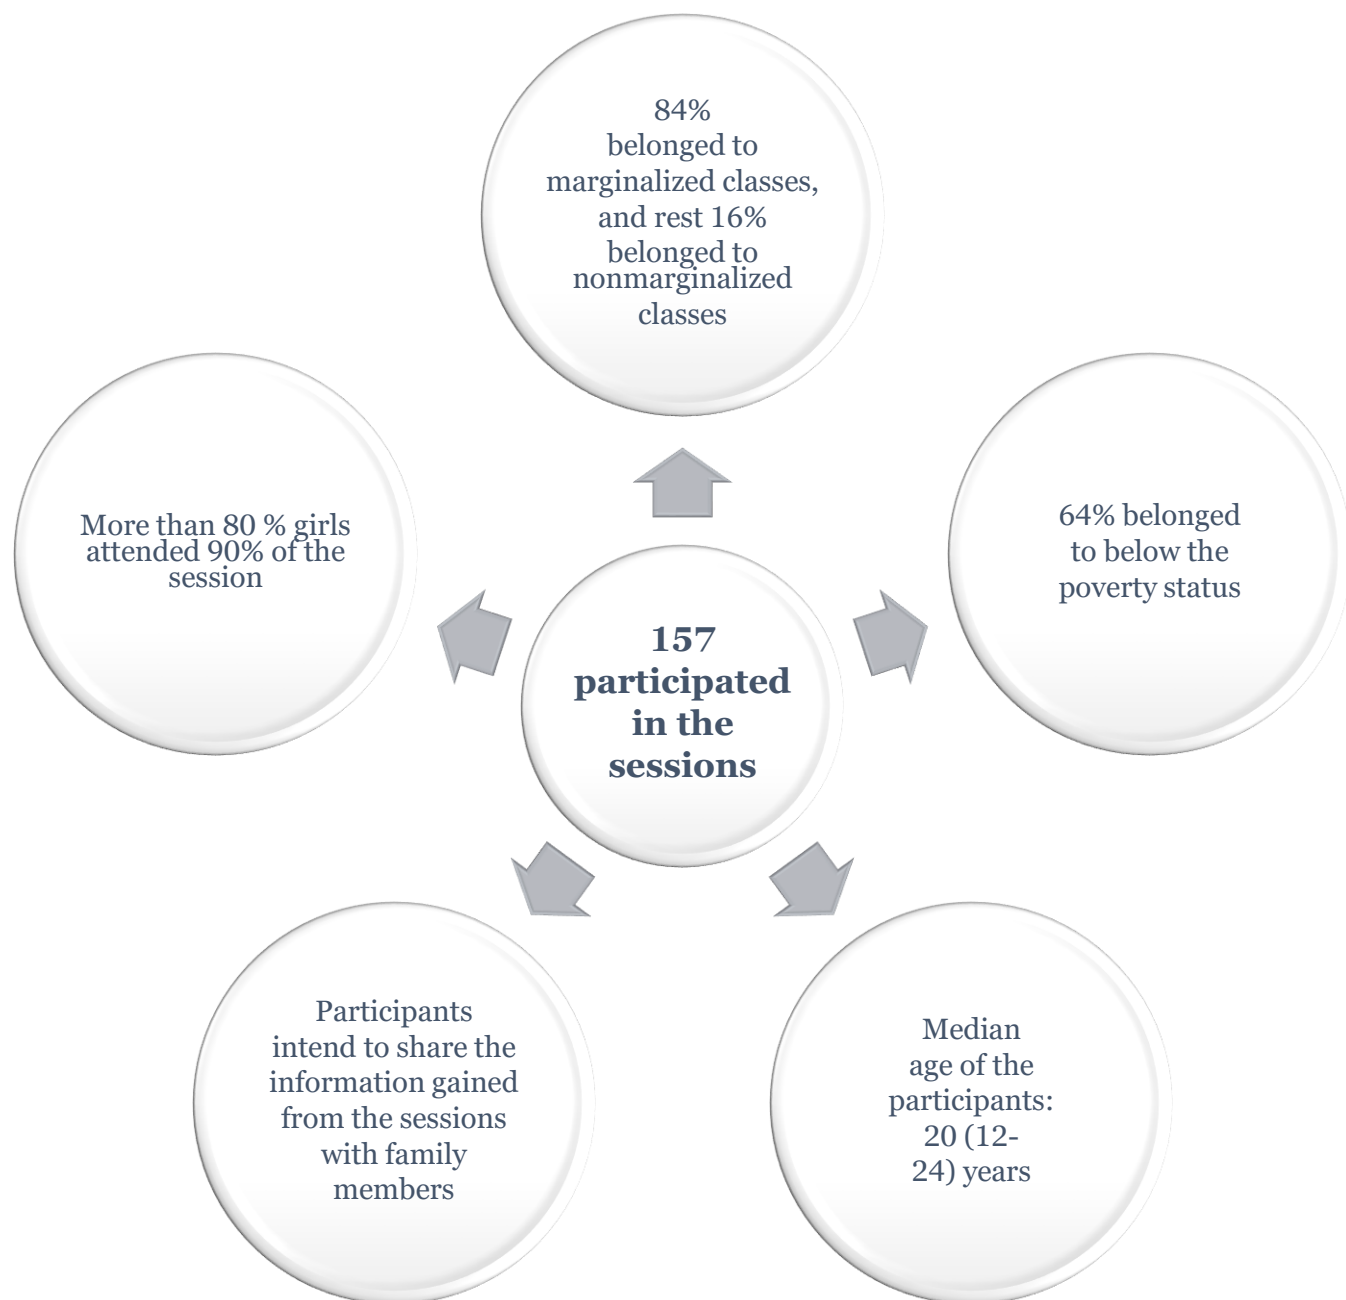 84%
belonged to
marginalized classes,
and rest 16%
belonged to
nonmarginalized
classes
More than 80 % girls
attended 90% of the
session
64% belonged
to below the
poverty status
157
participated
in the
sessions
Participants
intend to share the
information gained
from the sessions
with family
members
Median
age of the
participants:
20 (12-
24) years